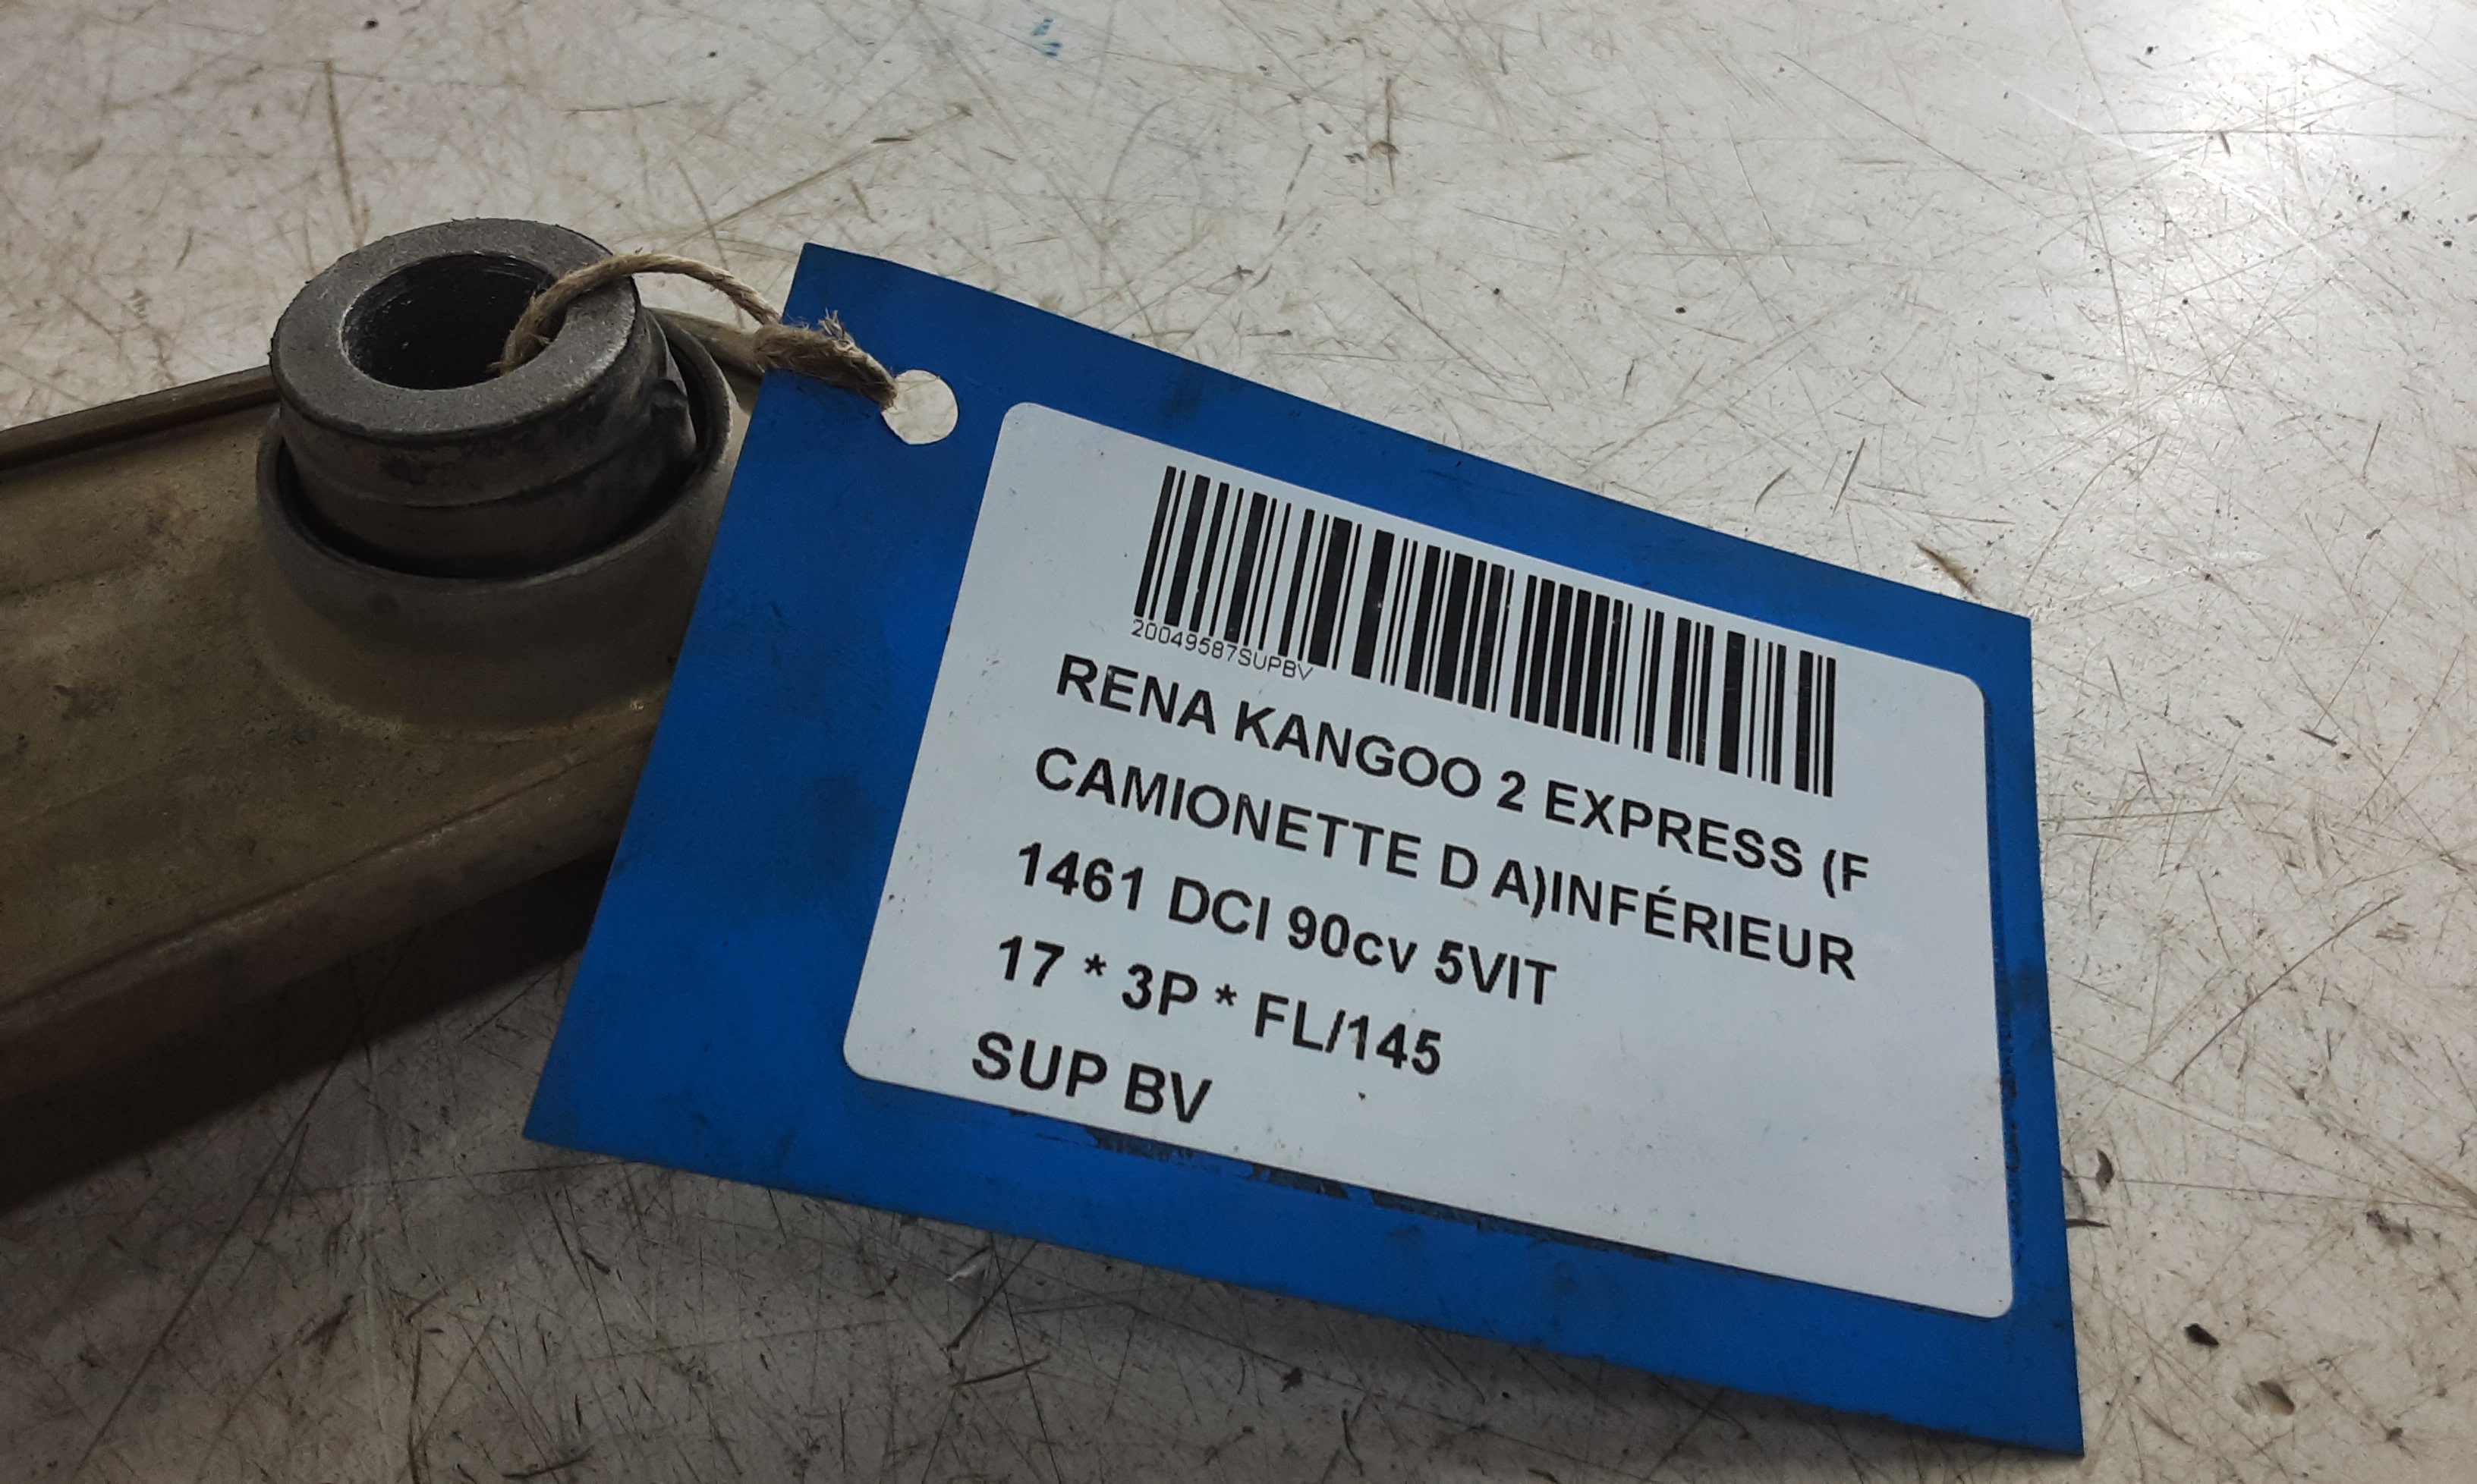 20049587SUPBV
RENA KANGOO 2 EXPRESS (F
CAMIONETTE D A)INFÉRIEUR
1461 DCI 90cv 5VIT
17 * 3P * FL/145
SUP BV